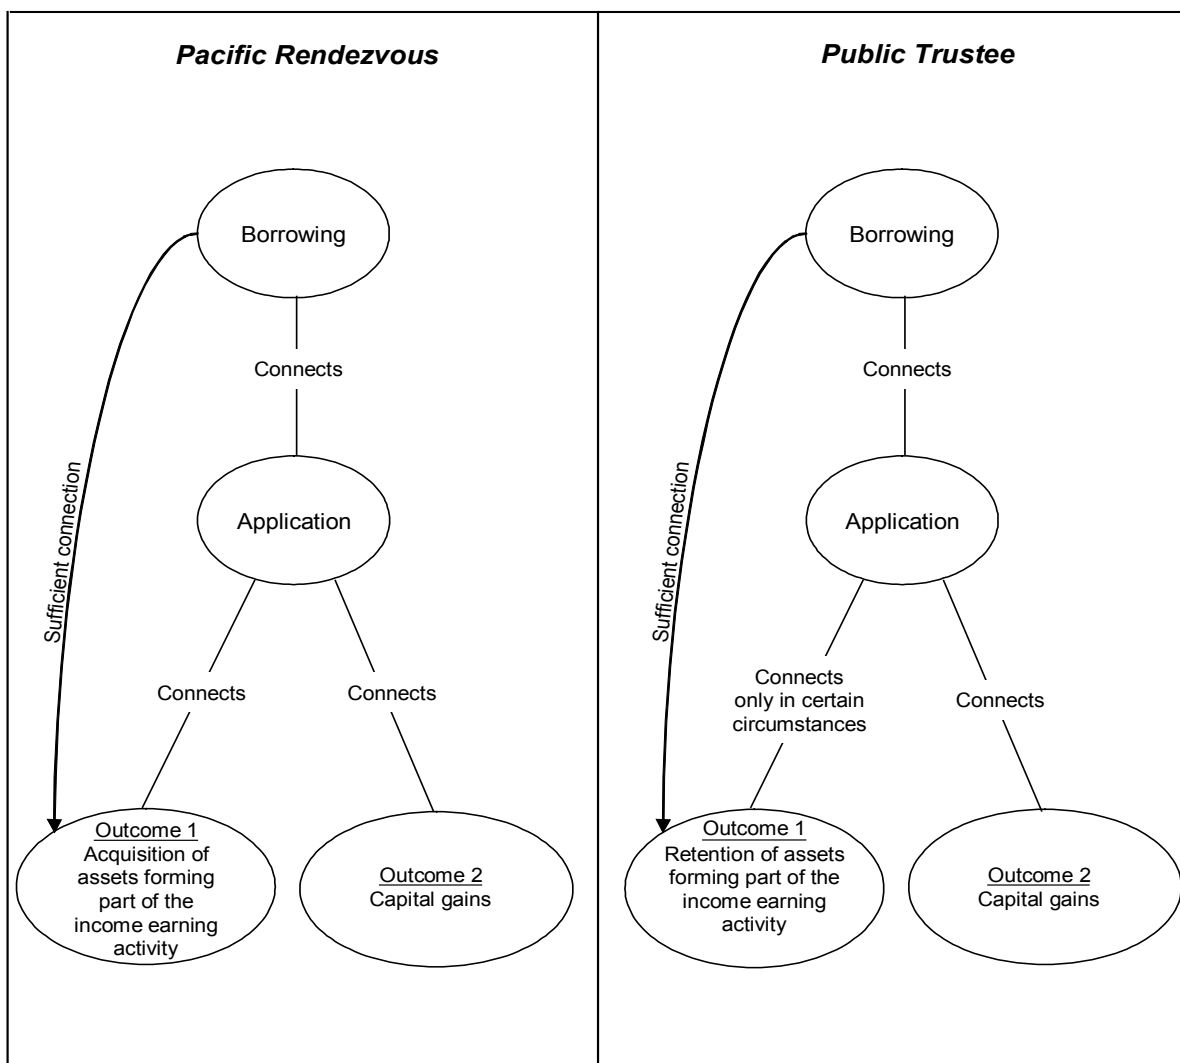 Pacific Rendezvous
Borrowing
Connects
Sufficient connection
Application
Connects
Connects
Outcome 1
Acquisition of
assets forming
part of the
income earning
activity
Outcome 2
Capital gains
Public Trustee
Borrowing
Connects
Sufficient connection
Application
Connects
only in certain
circumstances
Connects
Outcome 1
Retention of assets
forming part of the
income earning
activity
Outcome 2
Capital gains